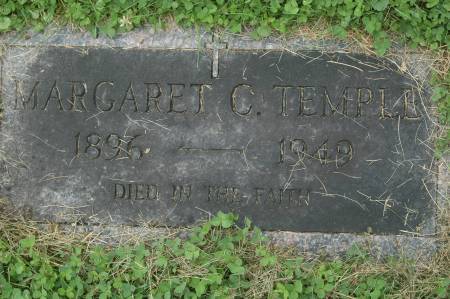 MARGARET C. TEMPLE
1896 — 1949
DIED IN THE FAITH